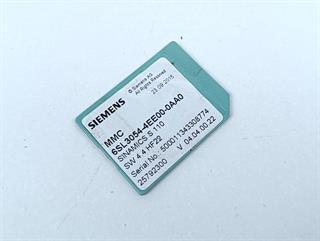 © Siemens AG
All Rights Reserved
23.09.2015
SIEMENS
MMC
6SL3054-4EE00-0AA0
SINAMICS S 110
SW 4 4 HF22
Serial No.: 500011343308774
25792300
V 04.04.00.22